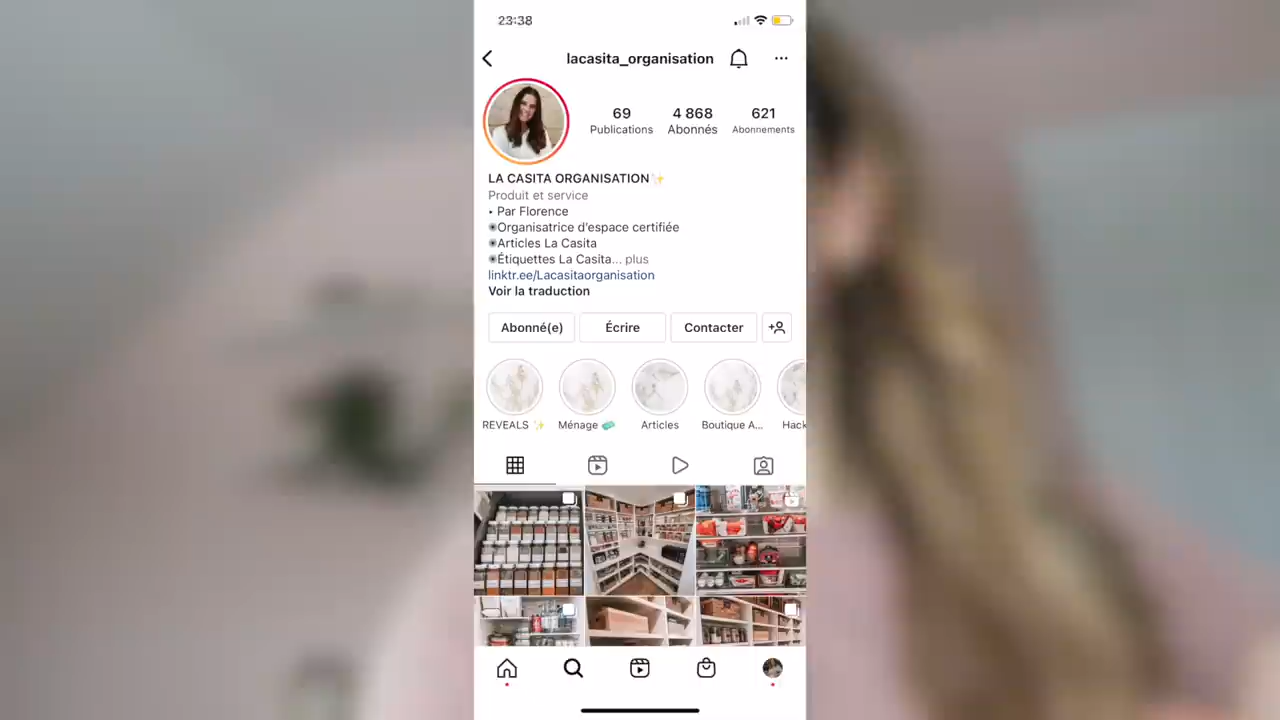 23:38
lacasita_organisation
69
Publications
4 868
Abonnés
621
Abonnements
LA CASITA ORGANISATION✨
Produit et service
• Par Florence
◉Organisatrice d'espace certifiée
◉Articles La Casita
◉Étiquettes La Casita... plus
linktr.ee/Lacasitaorganisation
Voir la traduction
Abonné(e)
Écrire
Contacter
REVEALS ✨
Ménage 🧼
Articles
Boutique A...
Hack